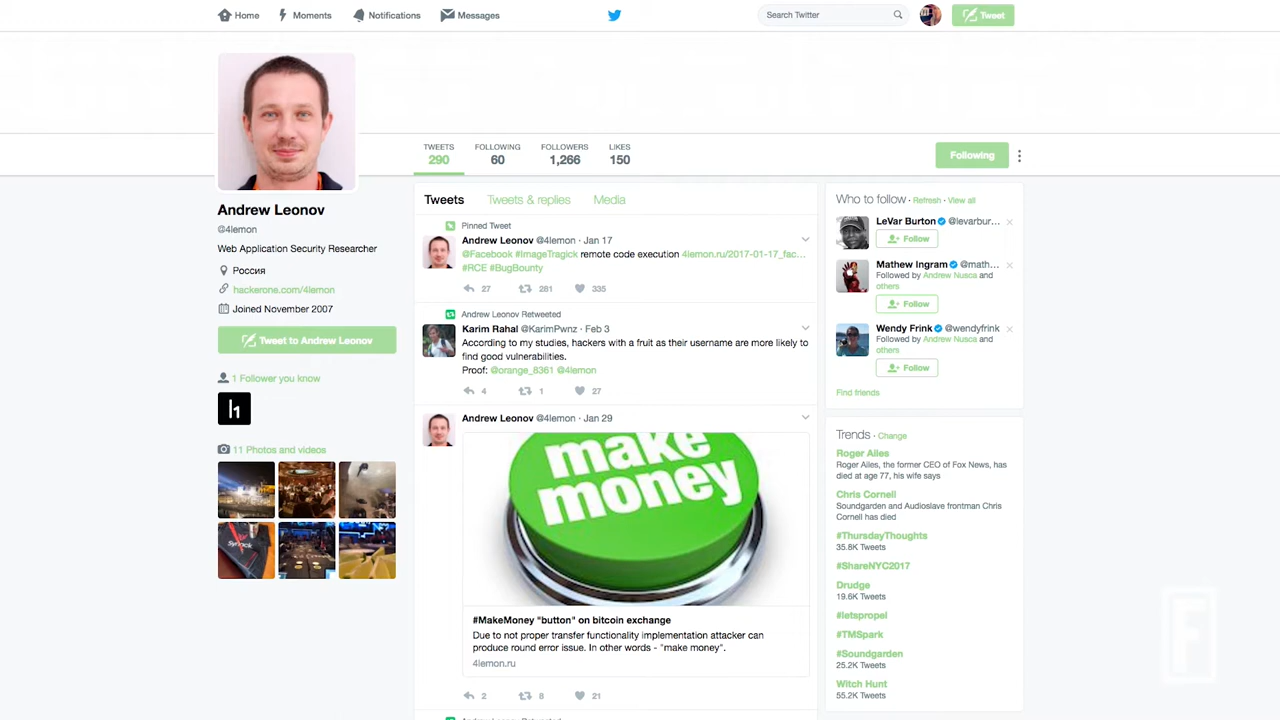 Home
Moments
Notifications
Messages
Search Twitter
Tweet
TWEETS
290
FOLLOWING
60
FOLLOWERS
1,266
LIKES
150
Following
Andrew Leonov
@4lemon
Web Application Security Researcher
Россия
hackerone.com/4lemon
Joined November 2007
Tweet to Andrew Leonov
1 Follower you know
h1
11 Photos and videos
Synack
Tweets
Tweets & replies
Media
Pinned Tweet
Andrew Leonov @4lemon · Jan 17
@Facebook #ImageTragick remote code execution 4lemon.ru/2017-01-17_fac...
#RCE #BugBounty
27
281
335
Andrew Leonov Retweeted
Karim Rahal @KarimPwnz · Feb 3
According to my studies, hackers with a fruit as their username are more likely to
find good vulnerabilities.
Proof: @orange_8361 @4lemon
4
1
27
Andrew Leonov @4lemon · Jan 29
make
money
#MakeMoney "button" on bitcoin exchange
Due to not proper transfer functionality implementation attacker can
produce round error issue. In other words - "make money".
4lemon.ru
2
8
21
Andrew Leonov Retweeted
Who to follow · Refresh · View all
LeVar Burton @levarbur...
Follow
Mathew Ingram @math...
Followed by Andrew Nusca and
others
Follow
Wendy Frink @wendyfrink
Followed by Andrew Nusca and
others
Follow
Find friends
Trends · Change
Roger Ailes
Roger Ailes, the former CEO of Fox News, has
died at age 77, his wife says
Chris Cornell
Soundgarden and Audioslave frontman Chris
Cornell has died
#ThursdayThoughts
35.8K Tweets
#ShareNYC2017
Drudge
19.6K Tweets
#letspropel
#TMSpark
#Soundgarden
25.2K Tweets
Witch Hunt
55.2K Tweets
F